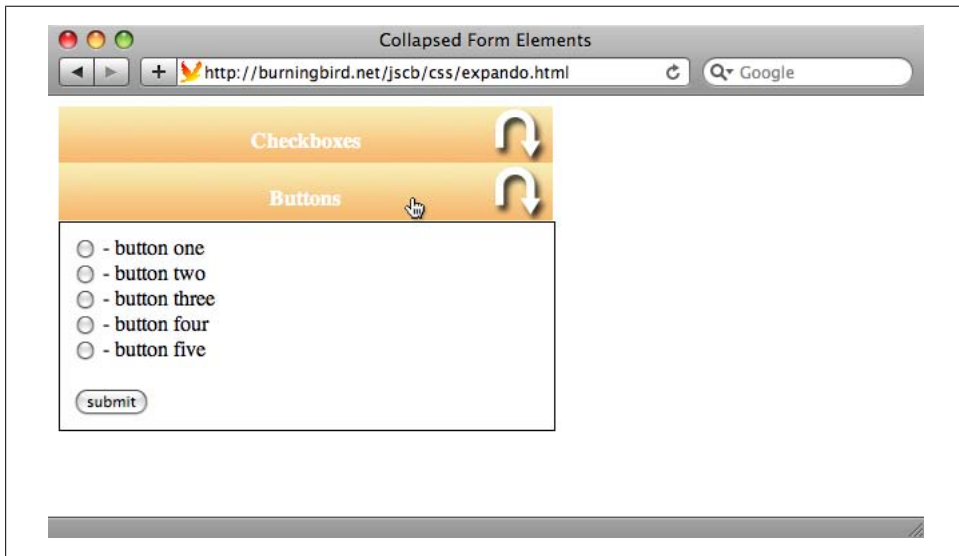 Collapsed Form Elements
http://burningbird.net/jscb/css/expando.html
Google
Checkboxes
Buttons
- button one
- button two
- button three
- button four
- button five
submit